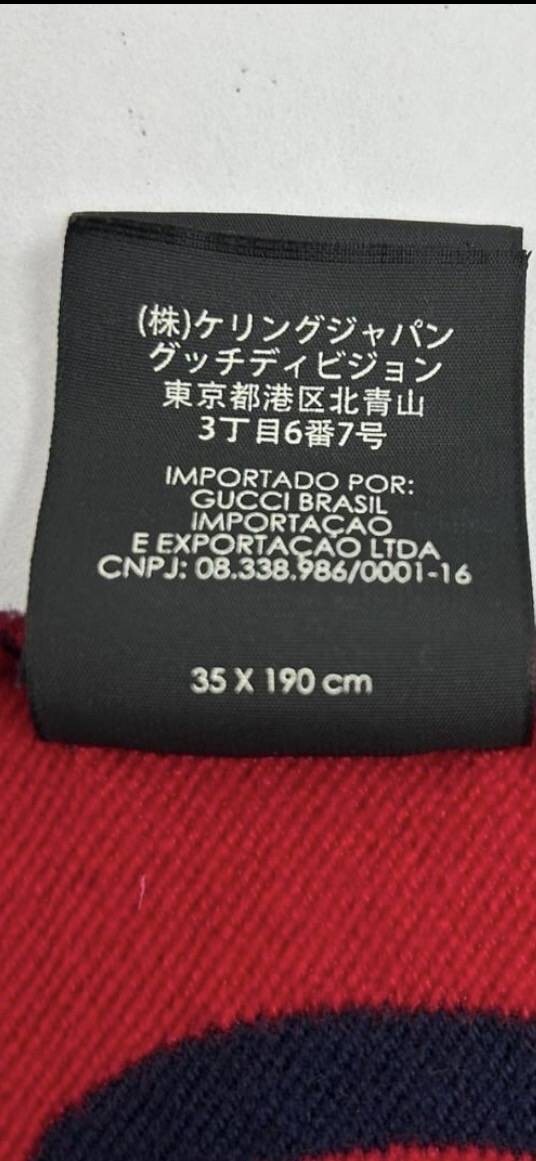 (株)ケリングジャパン
グッチディビジョン
東京都港区北青山
3丁目6番7号
IMPORTADO POR:
GUCCI BRASIL
IMPORTAÇAO
E EXPORTAÇAO LTDA
CNPJ: 08.338.986/0001-16
35 X 190 cm